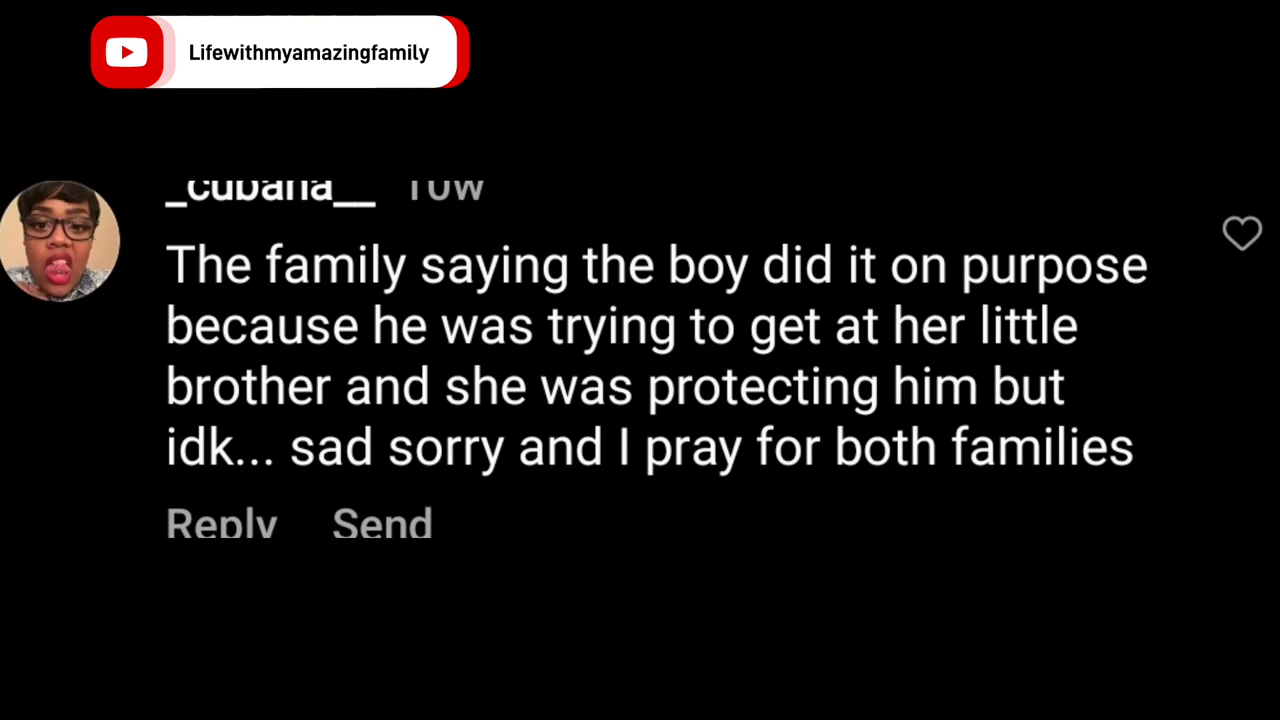 Lifewithmyamazingfamily
_cubana__ 10w
The family saying the boy did it on purpose
because he was trying to get at her little
brother and she was protecting him but
idk... sad sorry and I pray for both families
Reply Send